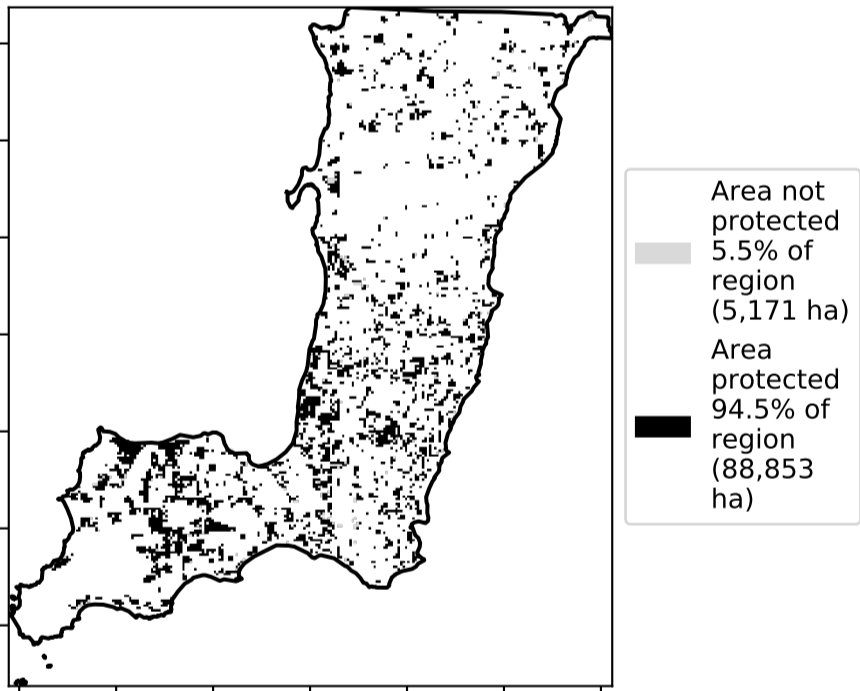 Area not
protected
5.5% of
region
(5,171 ha)
Area
protected
94.5% of
region
(88,853
ha)